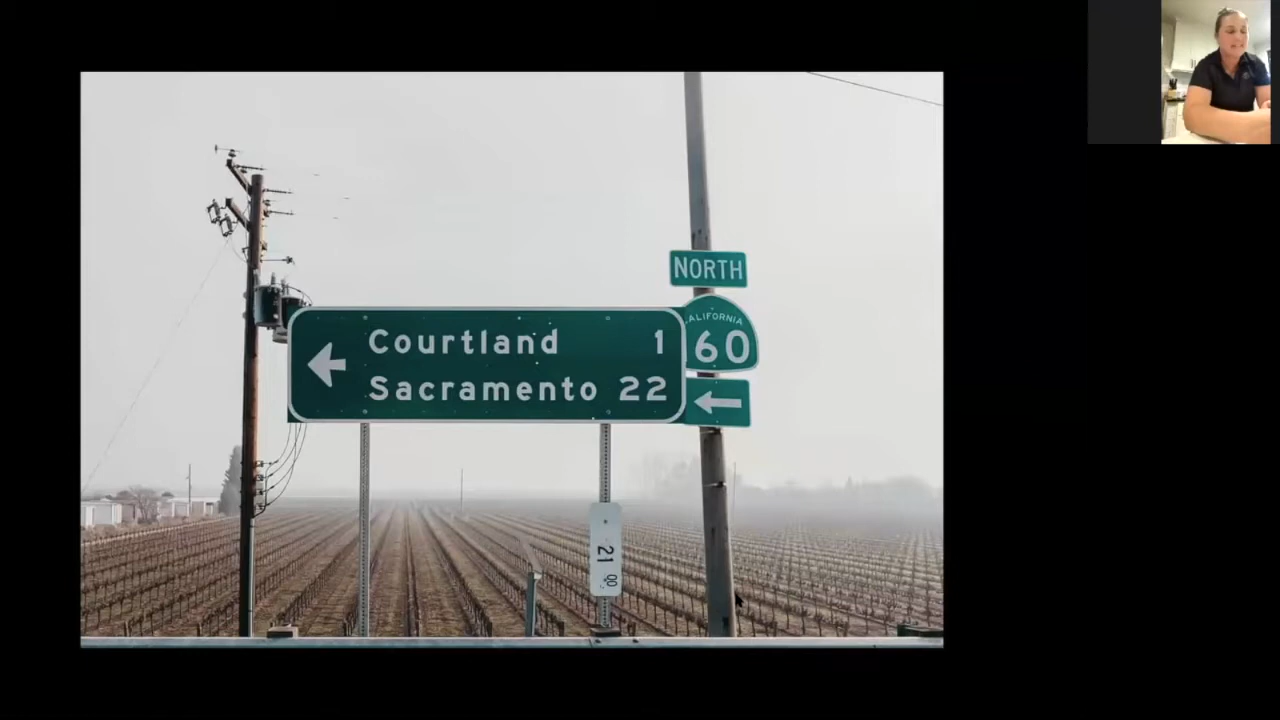 NORTH
CALIFORNIA
60
Courtland 1
Sacramento 22
21
00